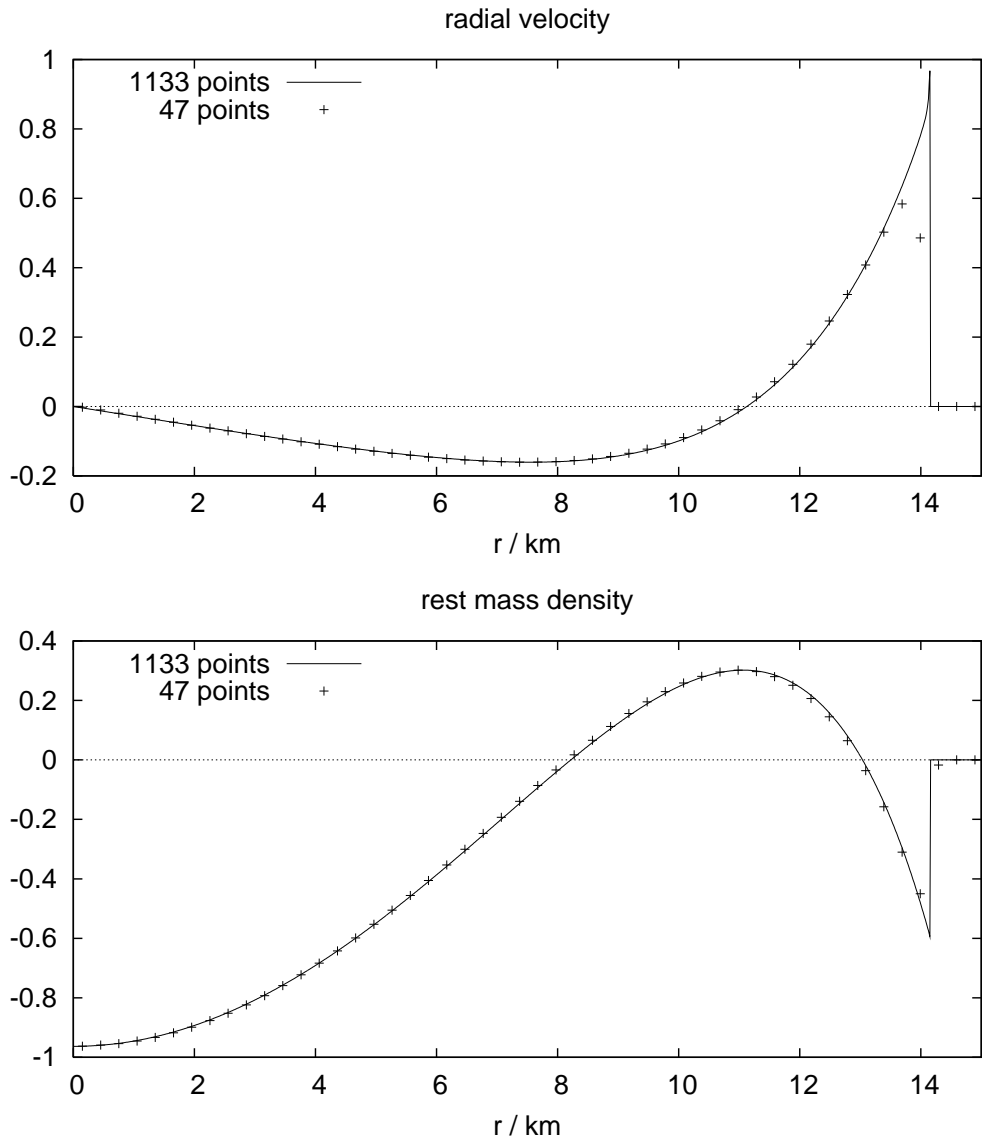 radial velocity
1
0.8
0.6
0.4
0.2
0
-0.2
1133 points
47 points
0 2 4 6 8 10 12 14
r / km
rest mass density
0.4
0.2
0
-0.2
-0.4
-0.6
-0.8
-1
1133 points
47 points
0 2 4 6 8 10 12 14
r / km